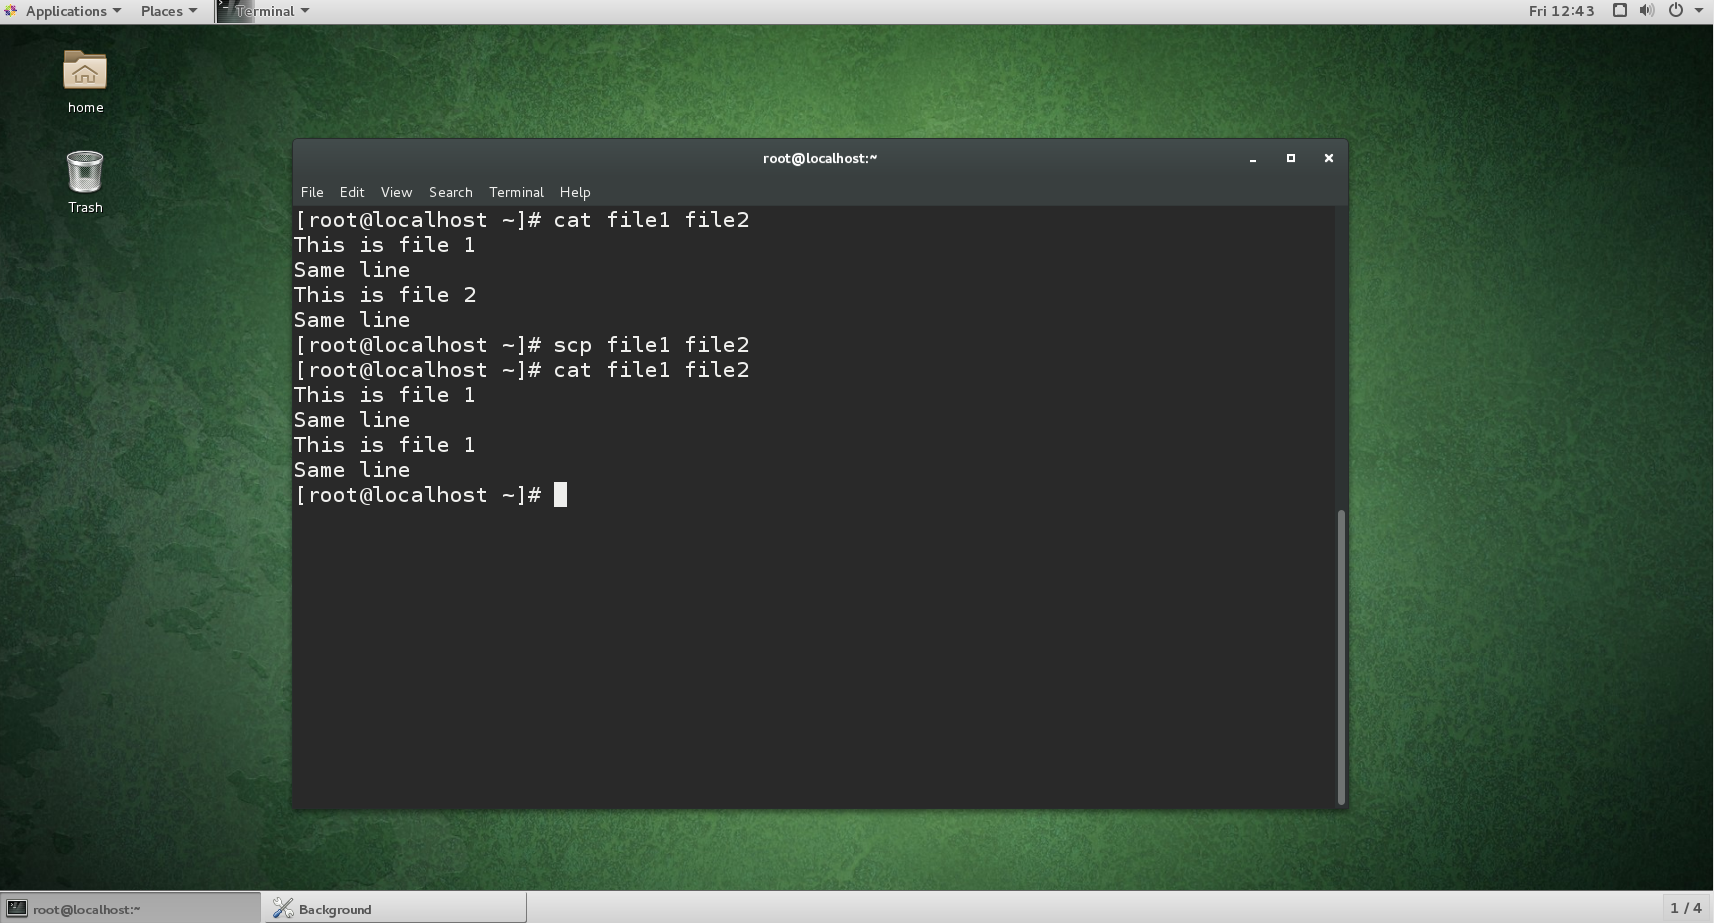 Applications Places Terminal Fri 12:43
home
Trash
root@localhost:~
File Edit View Search Terminal Help
[root@localhost ~]# cat file1 file2
This is file 1
Same line
This is file 2
Same line
[root@localhost ~]# scp file1 file2
[root@localhost ~]# cat file1 file2
This is file 1
Same line
This is file 1
Same line
[root@localhost ~]#
root@localhost:~ Background 1 / 4